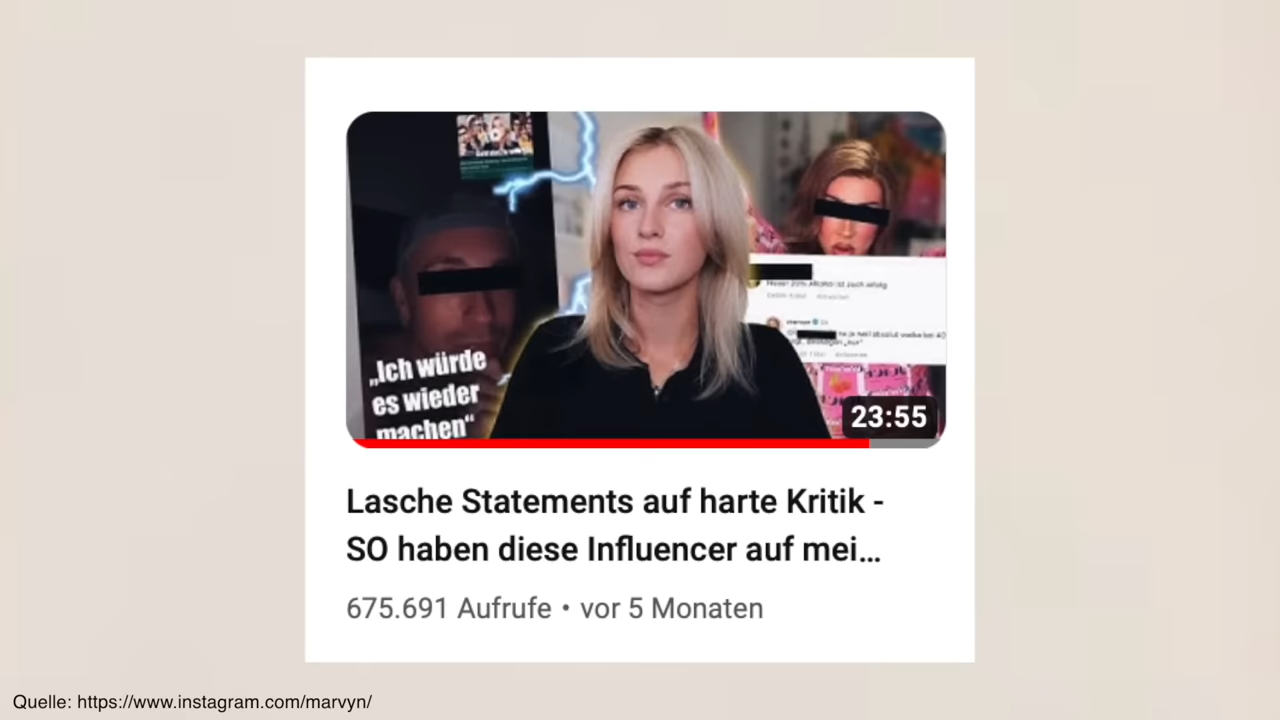 „Ich würde
es wieder
machen“
23:55
Lasche Statements auf harte Kritik -
SO haben diese Influencer auf mei...
675.691 Aufrufe • vor 5 Monaten
Quelle: https://www.instagram.com/marvyn/